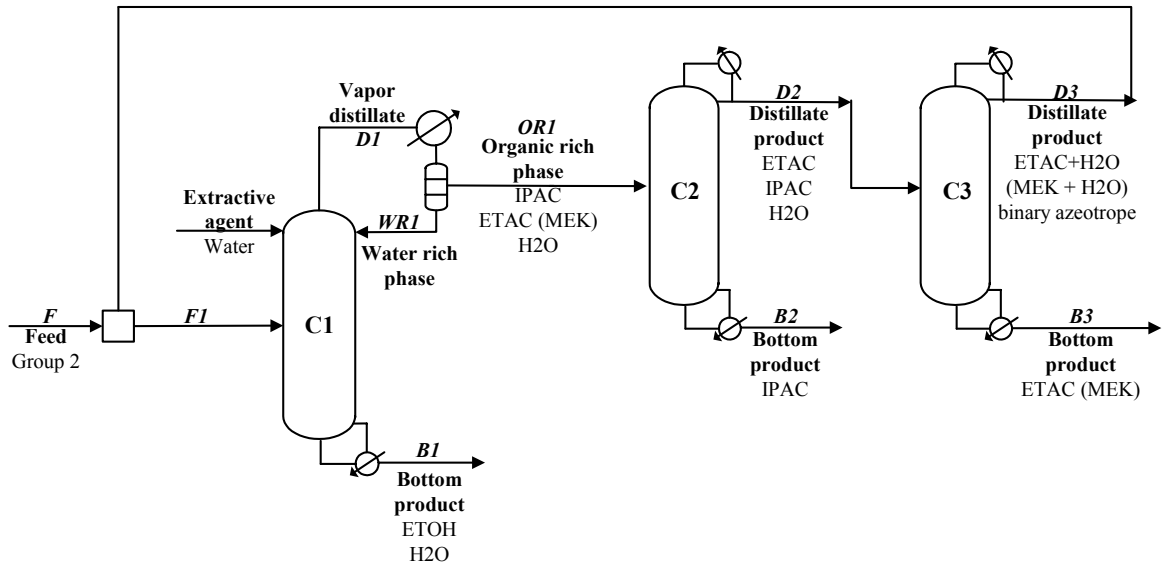 Vapor
distillate
D1
OR1
Organic rich
phase
IPAC
ETAC (MEK)
H2O
D2
Distillate
product
ETAC
IPAC
H2O
D3
Distillate
product
ETAC+H2O
(MEK + H2O)
binary azeotrope
C2
C3
Extractive
agent
Water
WR1
Water rich
phase
F
Feed
Group 2
F1
C1
B2
Bottom
product
IPAC
B3
Bottom
product
ETAC (MEK)
B1
Bottom
product
ETOH
H2O